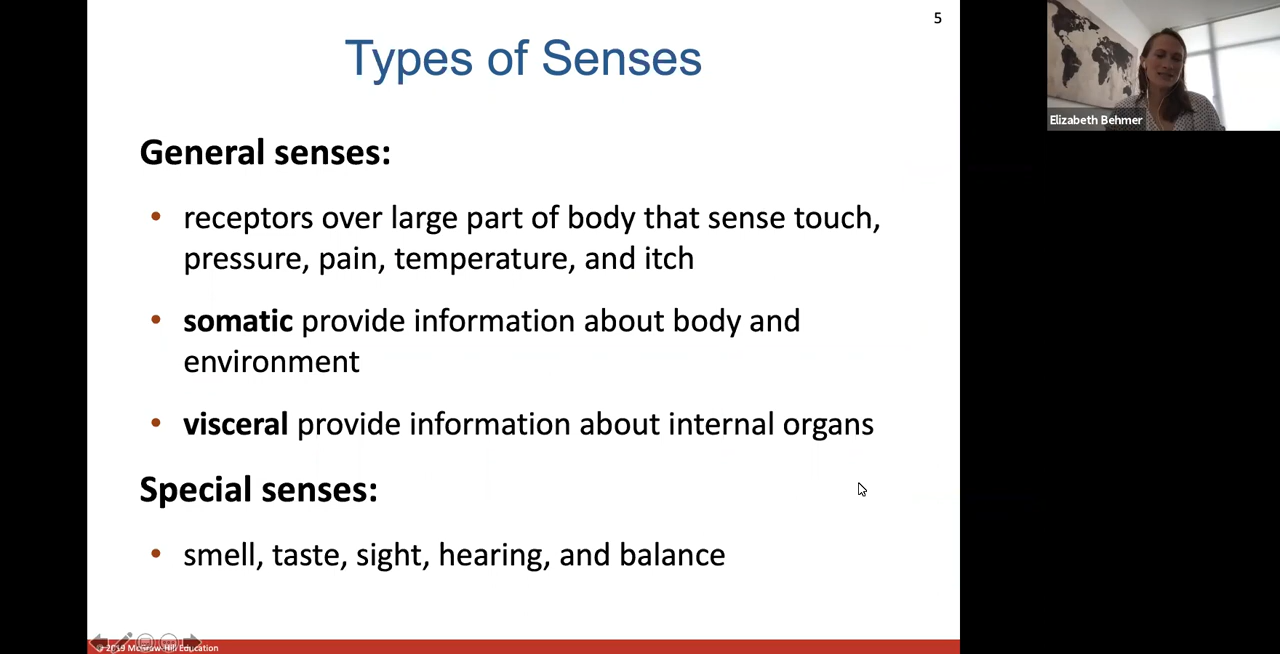 5
Types of Senses
Elizabeth Behmer
General senses:
• receptors over large part of body that sense touch,
pressure, pain, temperature, and itch
• somatic provide information about body and
environment
• visceral provide information about internal organs
Special senses:
• smell, taste, sight, hearing, and balance
© 2019 McGraw-Hill Education